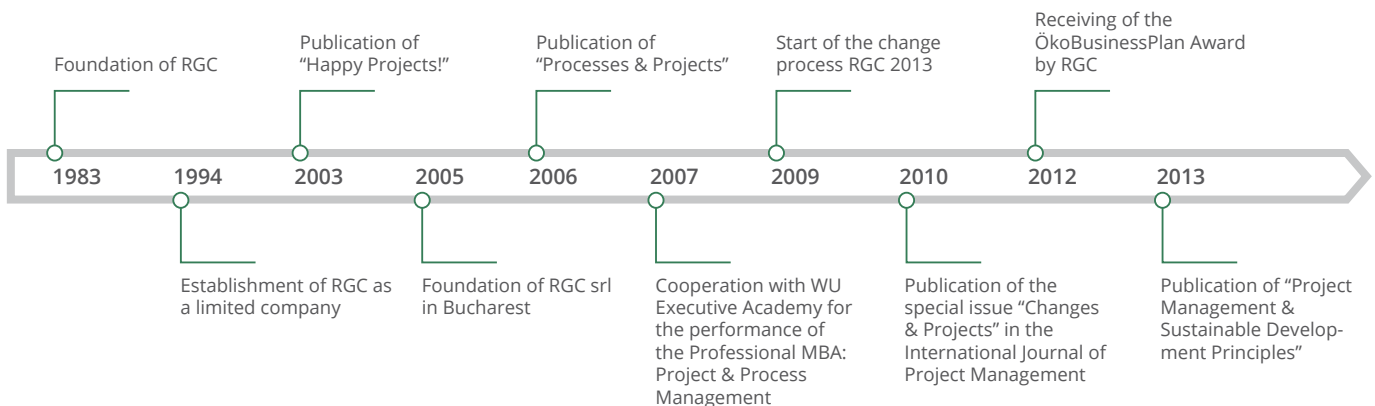 Foundation of RGC
Publication of
“Happy Projects!”
Publication of
“Processes & Projects”
Start of the change
process RGC 2013
Receiving of the
ÖkoBusinessPlan Award
by RGC
1983
1994
2003
2005
2006
2007
2009
2010
2012
2013
Establishment of RGC as
a limited company
Foundation of RGC srl
in Bucharest
Cooperation with WU
Executive Academy for
the performance of
the Professional MBA:
Project & Process
Management
Publication of the
special issue “Changes
& Projects” in the
International Journal of
Project Management
Publication of “Project
Management &
Sustainable Develop-
ment Principles”